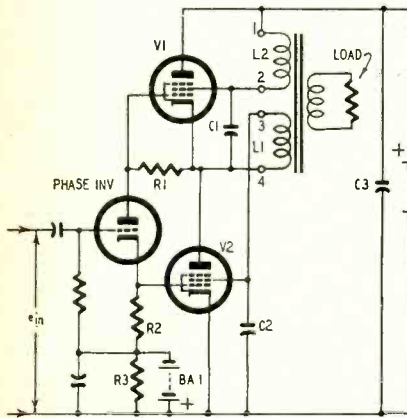 V1
1
L2
2
LOAD
C1
3
L1
4
R1
PHASE INV
+
C3
-
V2
ein
R2
C2
R3
BA 1
+